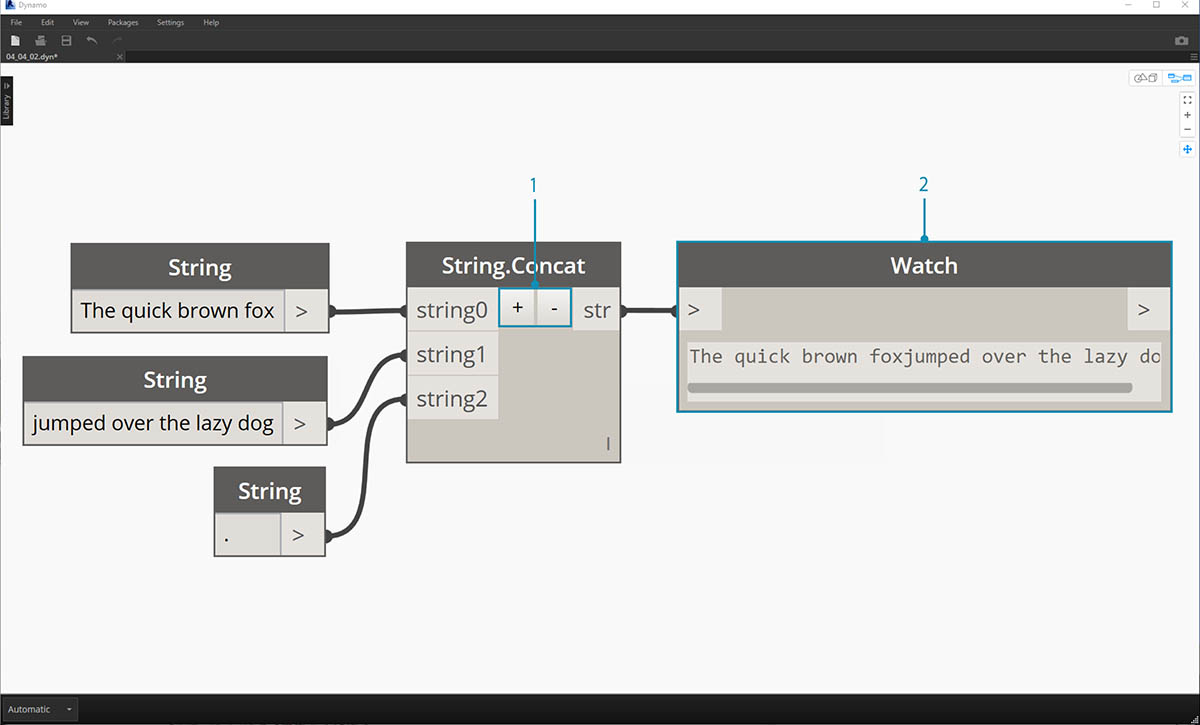 Dynamo
File Edit View Packages Settings Help
04_04_02.dyn*
Library
1
2
String
The quick brown fox >
String
jumped over the lazy dog >
String
. >
String.Concat
string0 + - str
string1
string2
Watch
> >
The quick brown foxjumped over the lazy do
Automatic